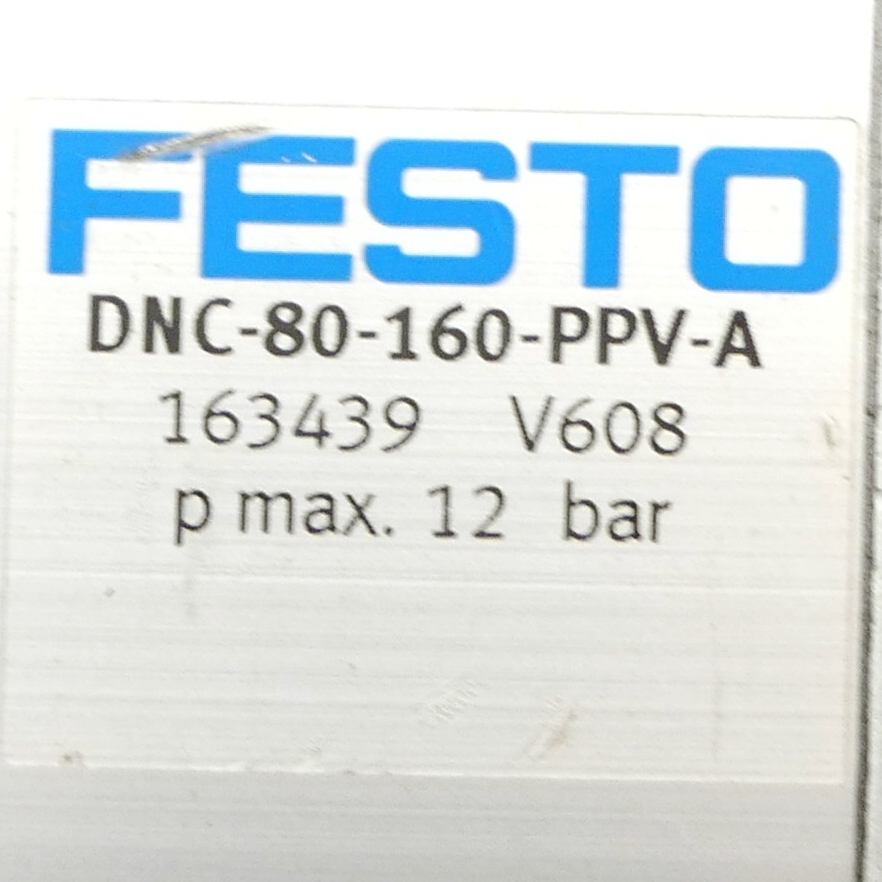 FESTO
DNC-80-160-PPV-A
163439 V608
p max. 12 bar